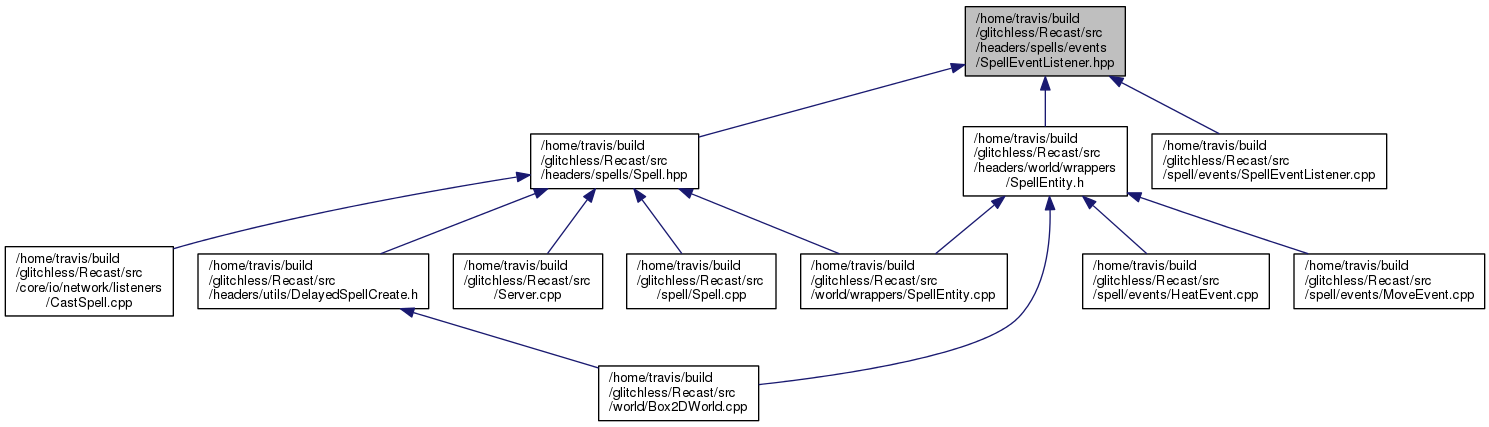 /home/travis/build
/glitchless/Recast/src
/headers/spells/events
/SpellEventListener.hpp
/home/travis/build
/glitchless/Recast/src
/headers/spells/Spell.hpp
/home/travis/build
/glitchless/Recast/src
/headers/world/wrappers
/SpellEntity.h
/home/travis/build
/glitchless/Recast/src
/spell/events/SpellEventListener.cpp
/home/travis/build
/glitchless/Recast/src
/core/io/network/listeners
/CastSpell.cpp
/home/travis/build
/glitchless/Recast/src
/headers/utils/DelayedSpellCreate.h
/home/travis/build
/glitchless/Recast/src
/Server.cpp
/home/travis/build
/glitchless/Recast/src
/spell/Spell.cpp
/home/travis/build
/glitchless/Recast/src
/world/wrappers/SpellEntity.cpp
/home/travis/build
/glitchless/Recast/src
/spell/events/HeatEvent.cpp
/home/travis/build
/glitchless/Recast/src
/spell/events/MoveEvent.cpp
/home/travis/build
/glitchless/Recast/src
/world/Box2DWorld.cpp